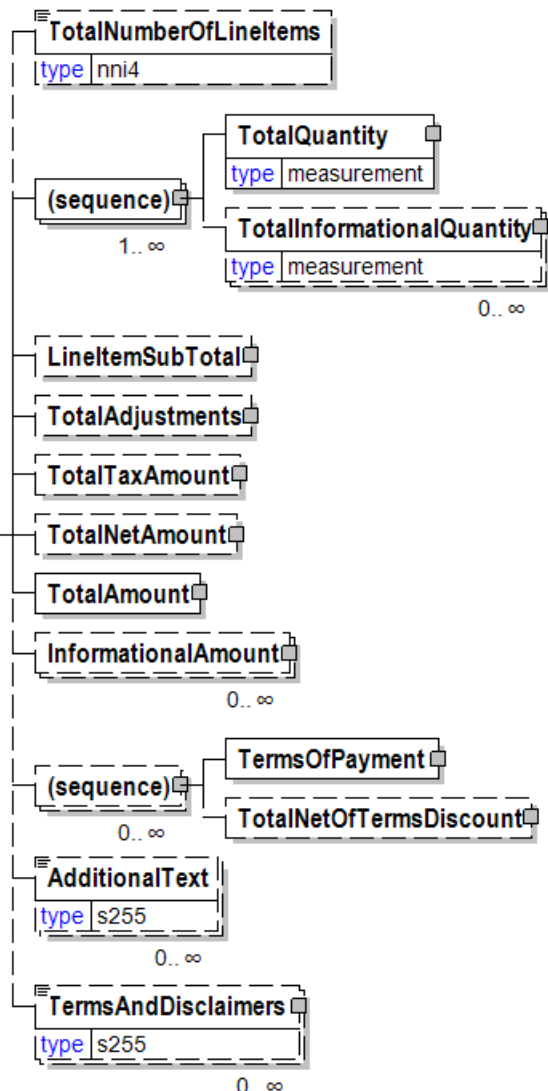 TotalNumberOfLineItems
type nni4
TotalQuantity
type measurement
(sequence)
1.. ∞
TotalInformationalQuantity
type measurement
0.. ∞
LineItemSubTotal
TotalAdjustments
TotalTaxAmount
TotalNetAmount
TotalAmount
InformationalAmount
0.. ∞
TermsOfPayment
(sequence)
0.. ∞
TotalNetOfTermsDiscount
AdditionalText
type s255
0.. ∞
TermsAndDisclaimers
type s255
0.. ∞